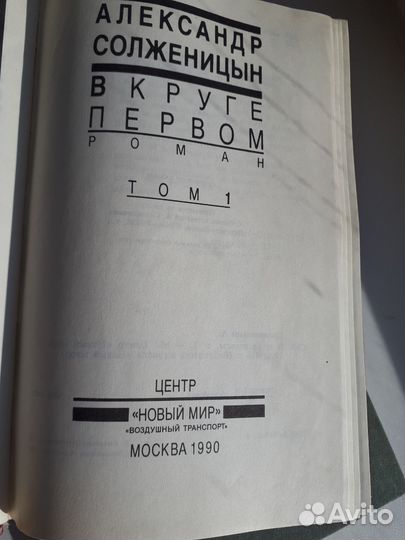 АЛЕКСАНДР
СОЛЖЕНИЦЫН
В КРУГЕ
ПЕРВОМ
РОМАН
ТОМ 1
ЦЕНТР
«НОВЫЙ МИР»
«ВОЗДУШНЫЙ ТРАНСПОРТ»
МОСКВА 1990
Avito